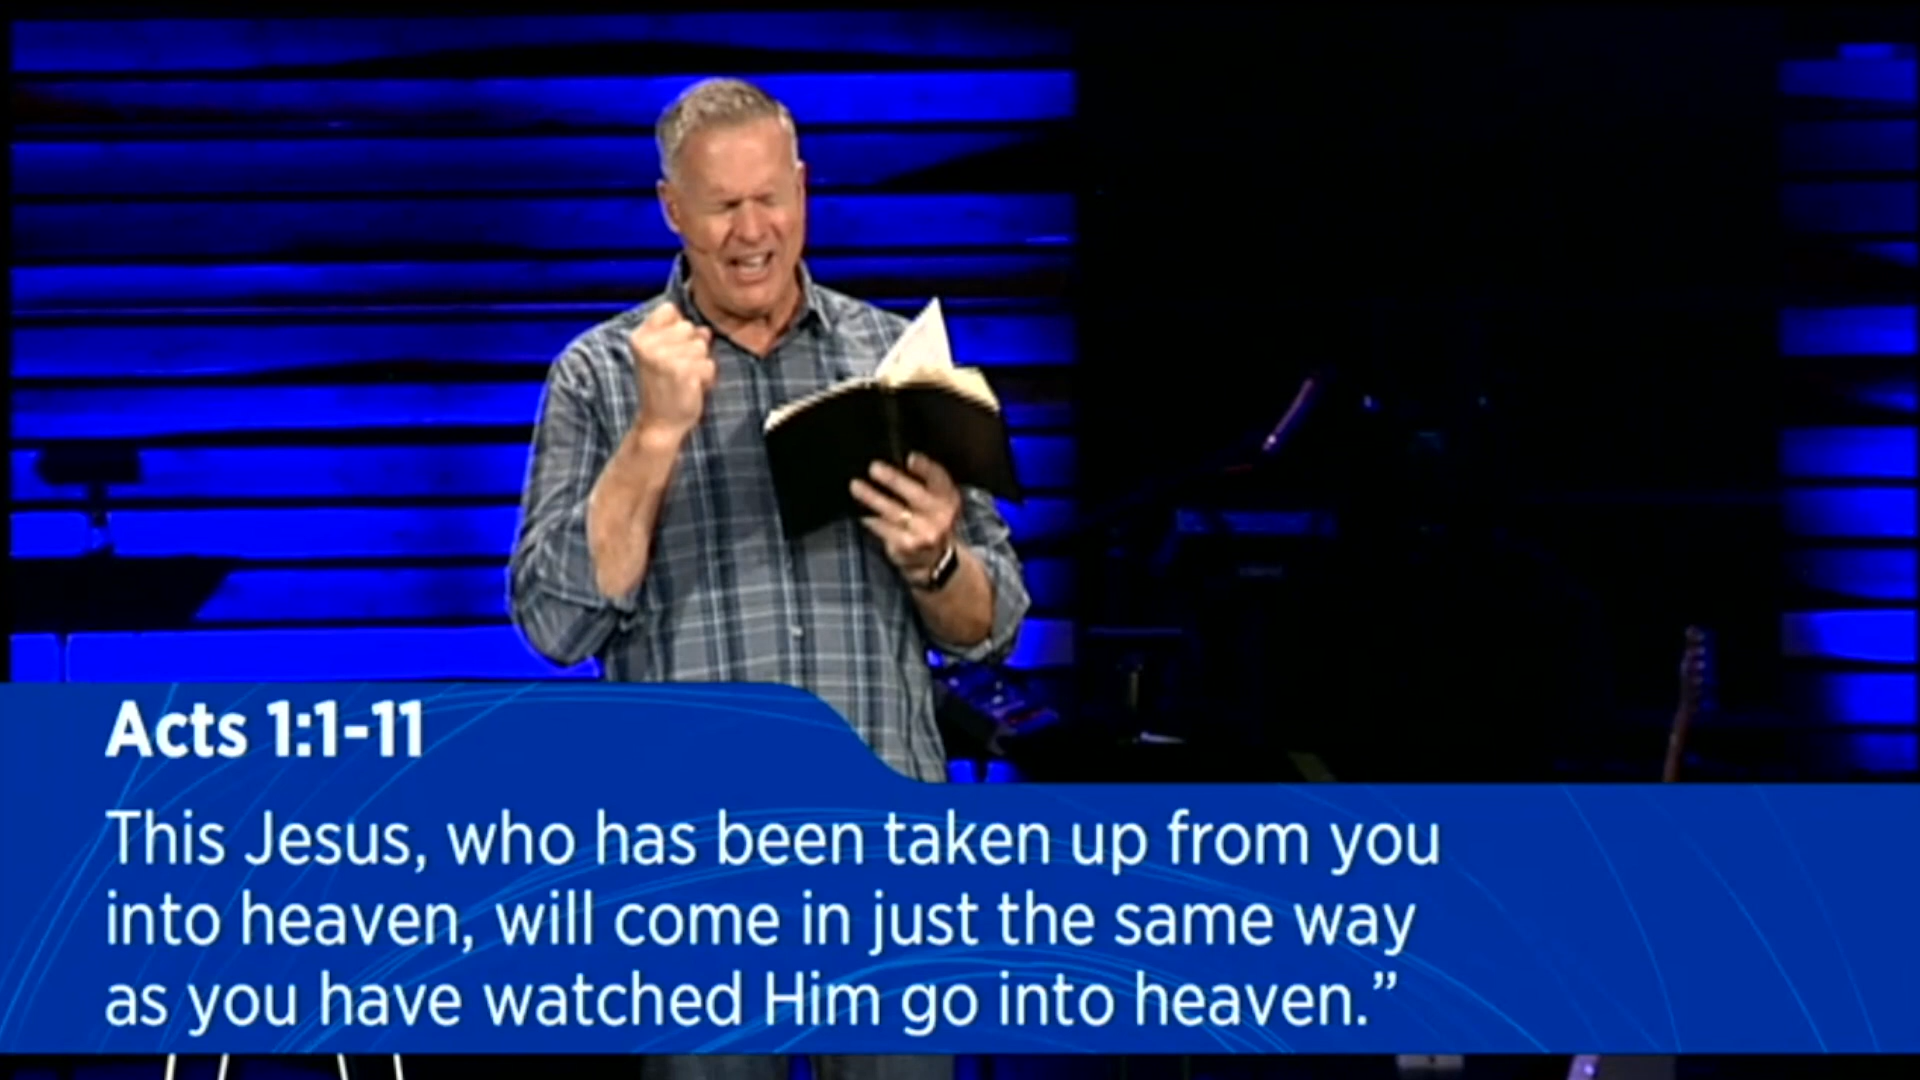 Acts 1:1-11
This Jesus, who has been taken up from you
into heaven, will come in just the same way
as you have watched Him go into heaven.”